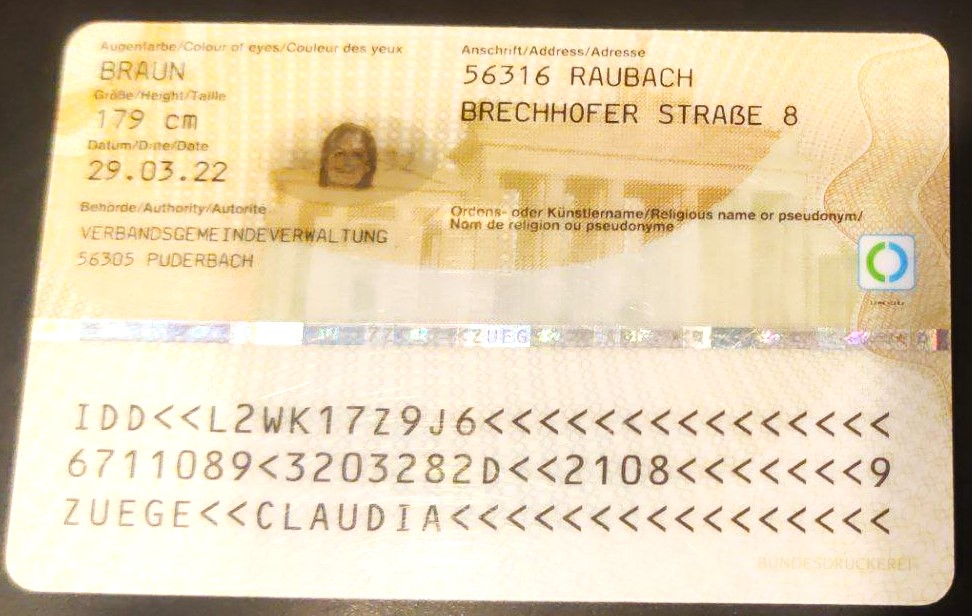 Augenfarbe/Colour of eyes/Couleur des yeux
BRAUN
Größe/Height/Taille
179 cm
Datum/Date/Date
29.03.22
Behörde/Authority/Autorité
VERBANDSGEMEINDEVERWALTUNG
56305 PUDERBACH
Anschrift/Address/Adresse
56316 RAUBACH
BRECHHOFER STRAẞE 8
Ordens- oder Künstlername/Religious name or pseudonym/
Nom de religion ou pseudonyme
ZUEG
IDD<<L2WK17Z9J6<<<<<<<<<<<<<<<
6711089<3203282D<<2108<<<<<<<9
ZUEGE<<CLAUDIA<<<<<<<<<<<<<<<<
BUNDESDRUCKEREI